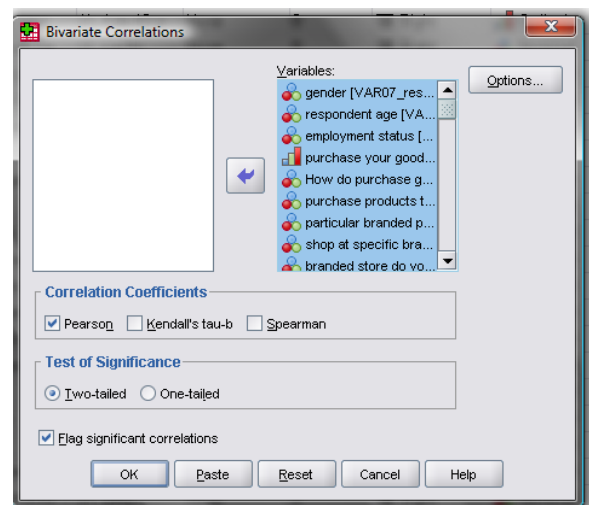 Bivariate Correlations
Variables:
gender [VAR07_res...
respondent age [VA...
employment status [...
purchase your good...
How do purchase g...
purchase products t...
particular branded p...
shop at specific bra...
branded store do vo...
Options...
Correlation Coefficients
Pearson Kendall's tau-b Spearman
Test of Significance
Two-tailed One-tailed
Flag significant correlations
OK Paste Reset Cancel Help